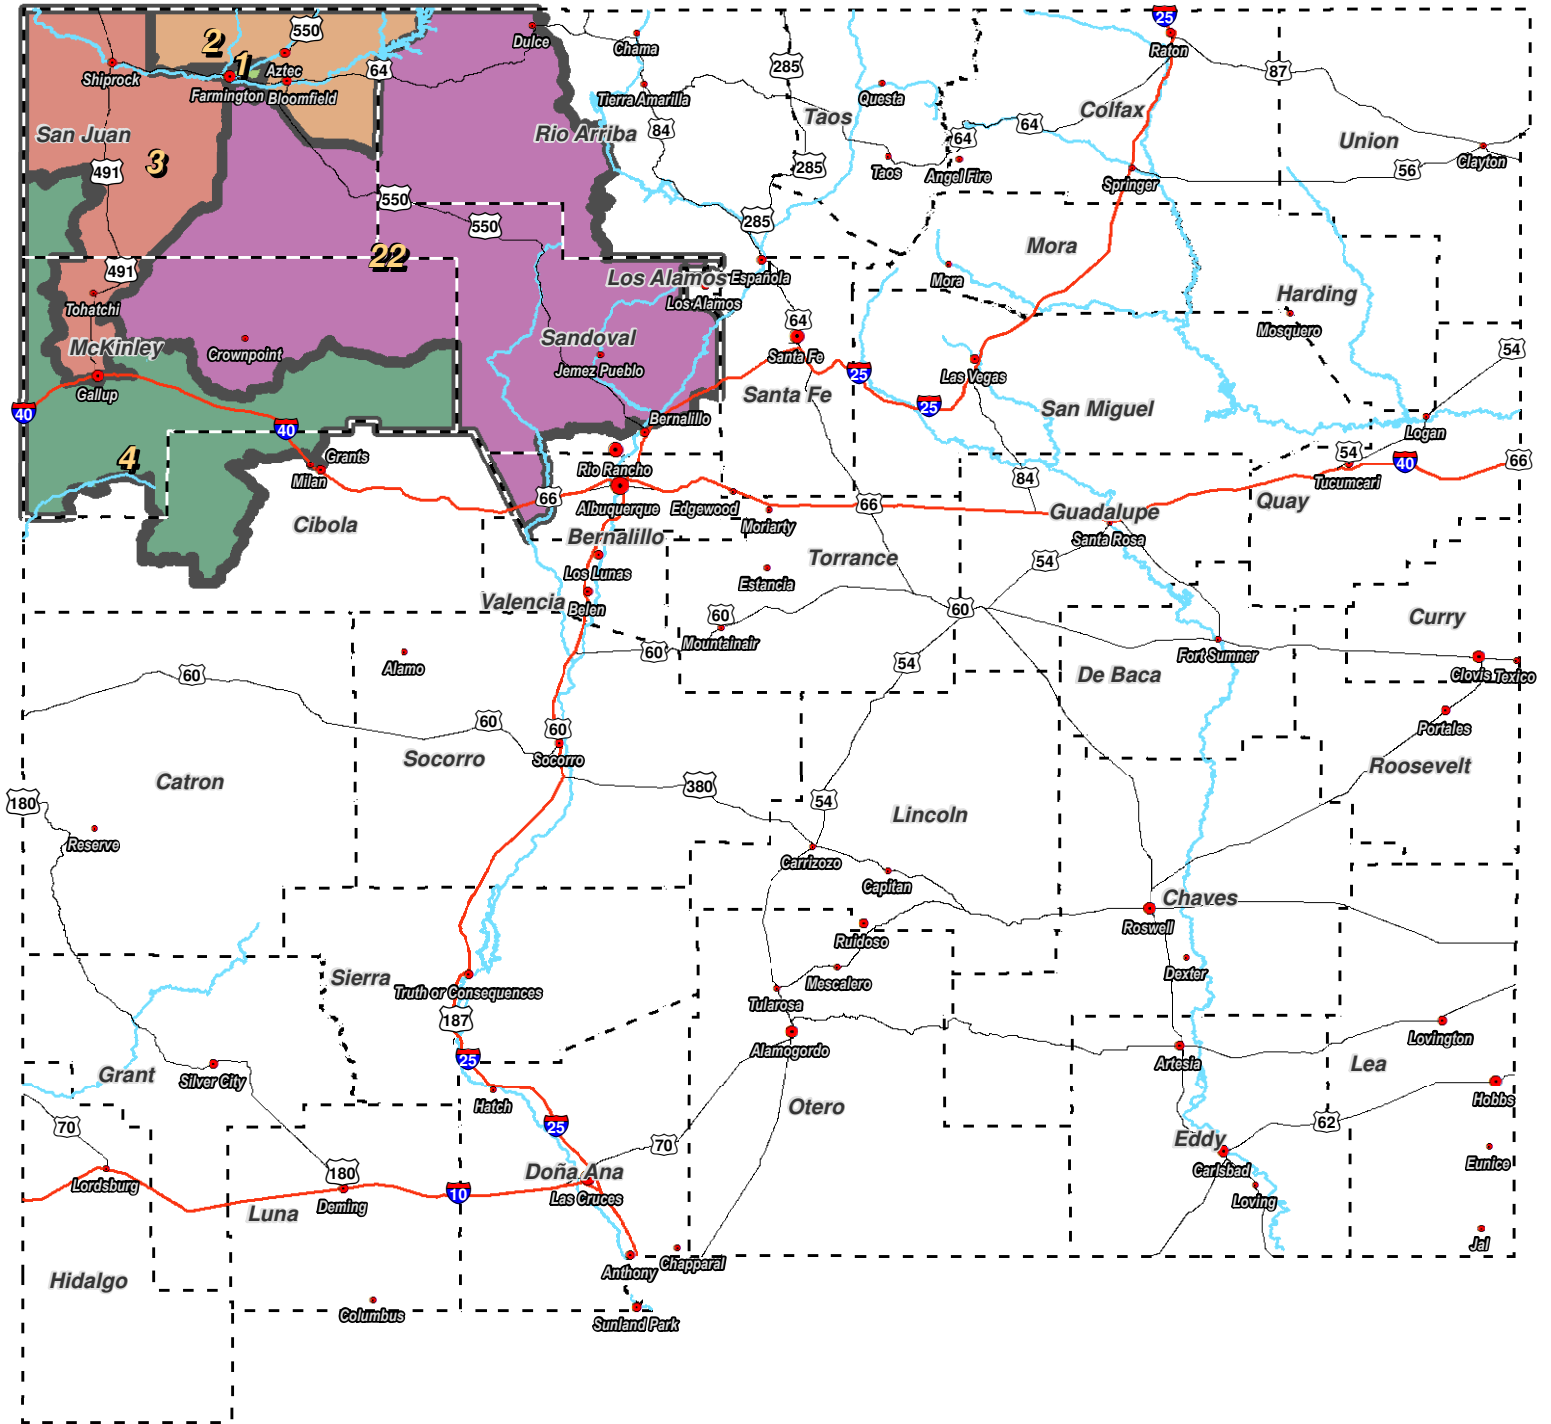 25
550
2
Dulce
Chama
Raton
1
Aztec
64
285
87
Shiprock
Farmington
Bloomfield
Tierra Amarilla
Questa
San Juan
Rio Arriba
84
Taos
64
64
Colfax
Union
3
491
285
Taos
Angel Fire
Springer
56
Clayton
550
550
285
22
Mora
491
Los Alamos
Española
Mora
Harding
Tohatchi
Los Alamos
64
Mosquero
McKinley
Crownpoint
Sandoval
Jemez Pueblo
Santa Fe
54
Gallup
25
Las Vegas
Santa Fe
40
40
25
San Miguel
Bernalillo
Logan
4
Grants
Milan
Rio Rancho
54
40
66
Tucumcari
84
66
Albuquerque
Edgewood
66
Quay
Cibola
Moriarty
Guadalupe
Bernalillo
Santa Rosa
Torrance
54
Los Lunas
Estancia
Valencia
Belen
60
60
Curry
Alamo
60
Mountainair
54
Fort Sumner
60
De Baca
Clovis
Texico
60
60
Portales
Socorro
Socorro
Roosevelt
Catron
380
180
54
Lincoln
Reserve
Carrizozo
Capitan
Chaves
Roswell
Ruidoso
Sierra
Truth or Consequences
Mescalero
Dexter
Tularosa
187
Alamogordo
Lovington
25
Artesia
Lea
Grant
Silver City
Hatch
Otero
Hobbs
70
25
62
70
Eddy
Eunice
180
Doña Ana
Carlsbad
Lordsburg
10
Las Cruces
Loving
Luna
Deming
Jal
Hidalgo
Anthony
Chapparal
Columbus
Sunland Park